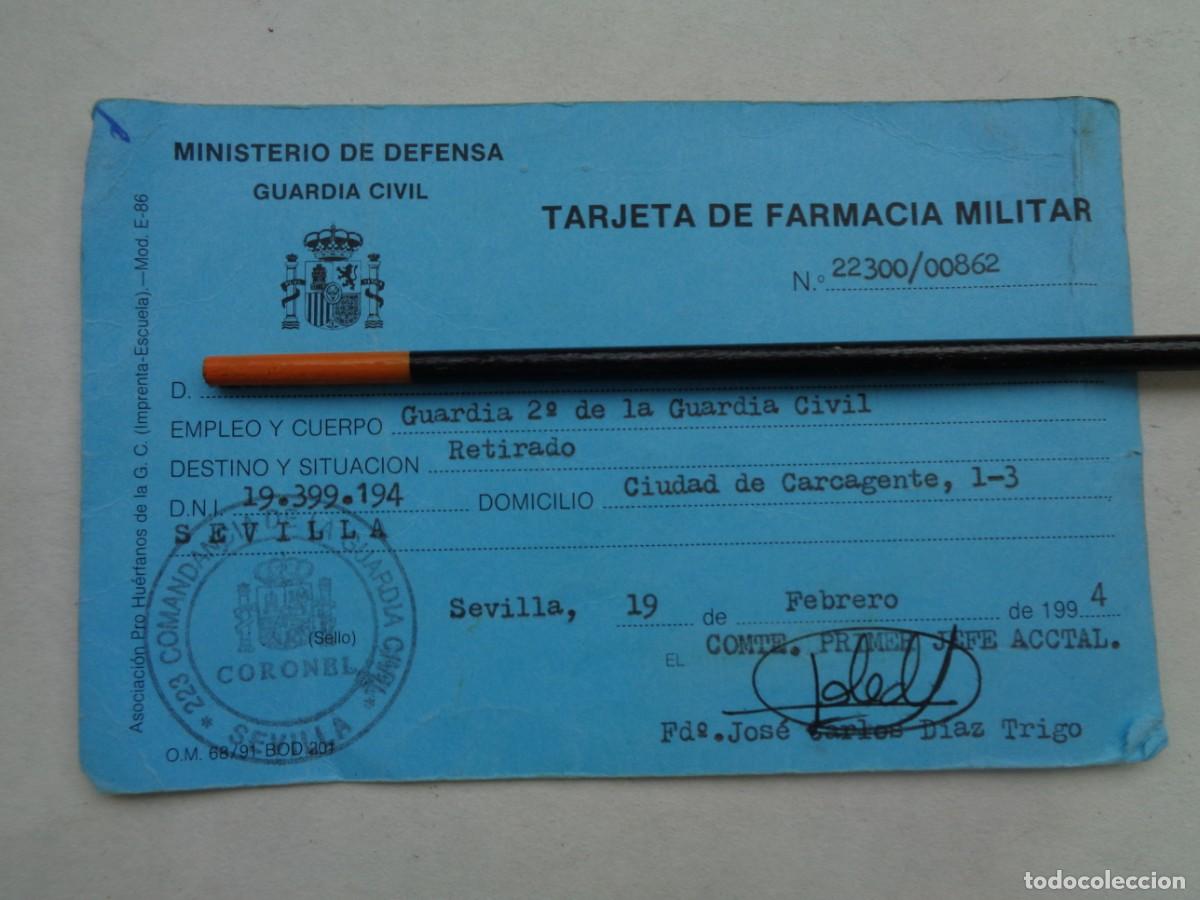 MINISTERIO DE DEFENSA
GUARDIA CIVIL
TARJETA DE FARMACIA MILITAR
N.º 22300/00862
D.
EMPLEO Y CUERPO Guardia 2º de la Guardia Civil
DESTINO Y SITUACION Retirado
D.N.I. 19.399.194 DOMICILIO Ciudad de Carcagente, 1-3
SEVILLA
Sevilla, 19 de Febrero de 1994
EL COMTE. PRIMER JEFE ACCTAL.
Fdº.José Carlos Díaz Trigo
* 223 COMANDANCIA DE LA GUARDIA CIVIL *
(Sello)
CORONEL
SEVILLA
O.M. 68/91 BOD 201
Asociación Pro Huérfanos de la G. C. (Imprenta-Escuela).—Mod. E-86
todocoleccion